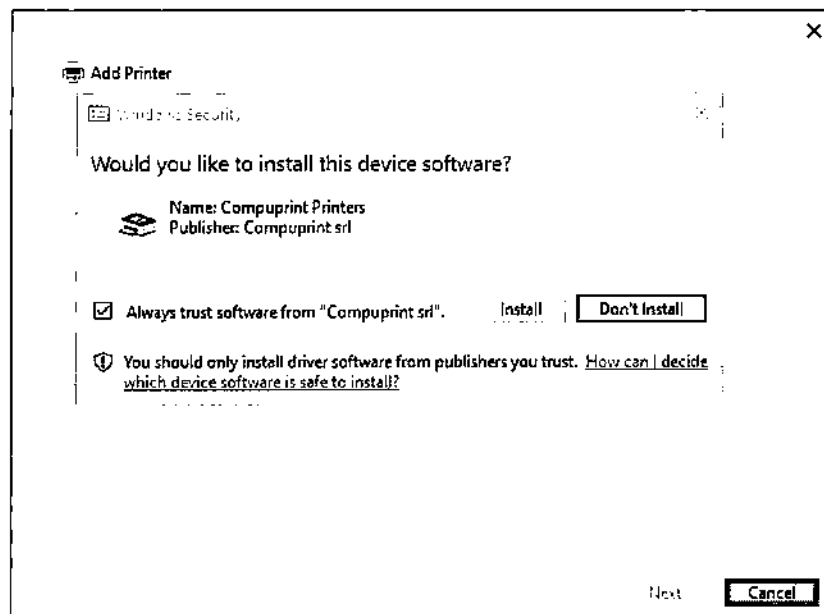 Add Printer
Windows Security
Would you like to install this device software?
Name: Compuprint Printers
Publisher: Compuprint srl
Always trust software from "Compuprint srl".
Install
Don't Install
You should only install driver software from publishers you trust. How can I decide
which device software is safe to install?
Next
Cancel